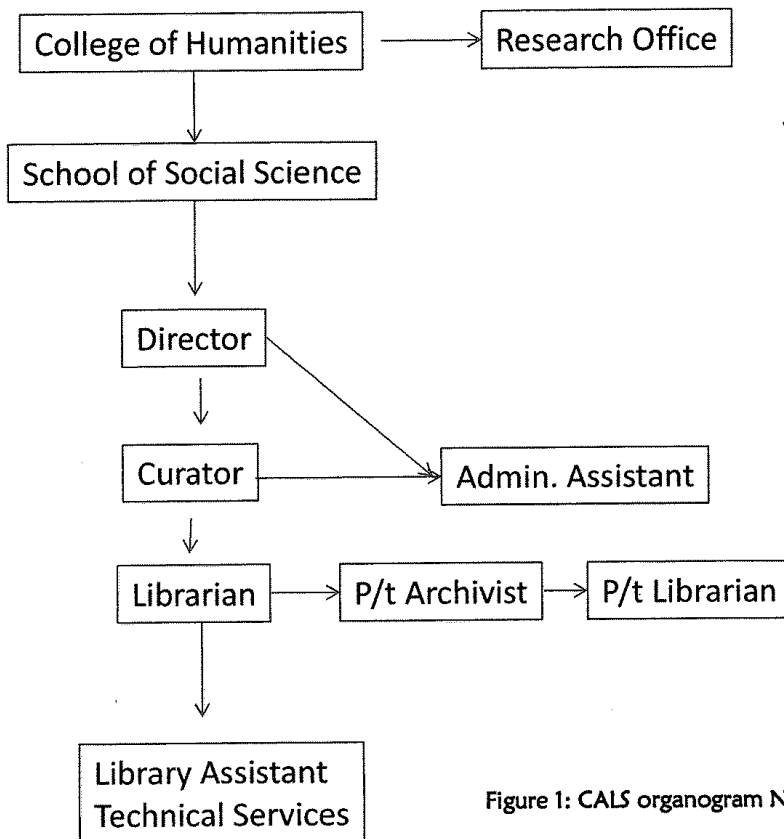 College of Humanities
Research Office
School of Social Science
Director
Curator
Admin. Assistant
Librarian
P/t Archivist
P/t Librarian
Library Assistant
Technical Services
Figure 1: CALS organogram